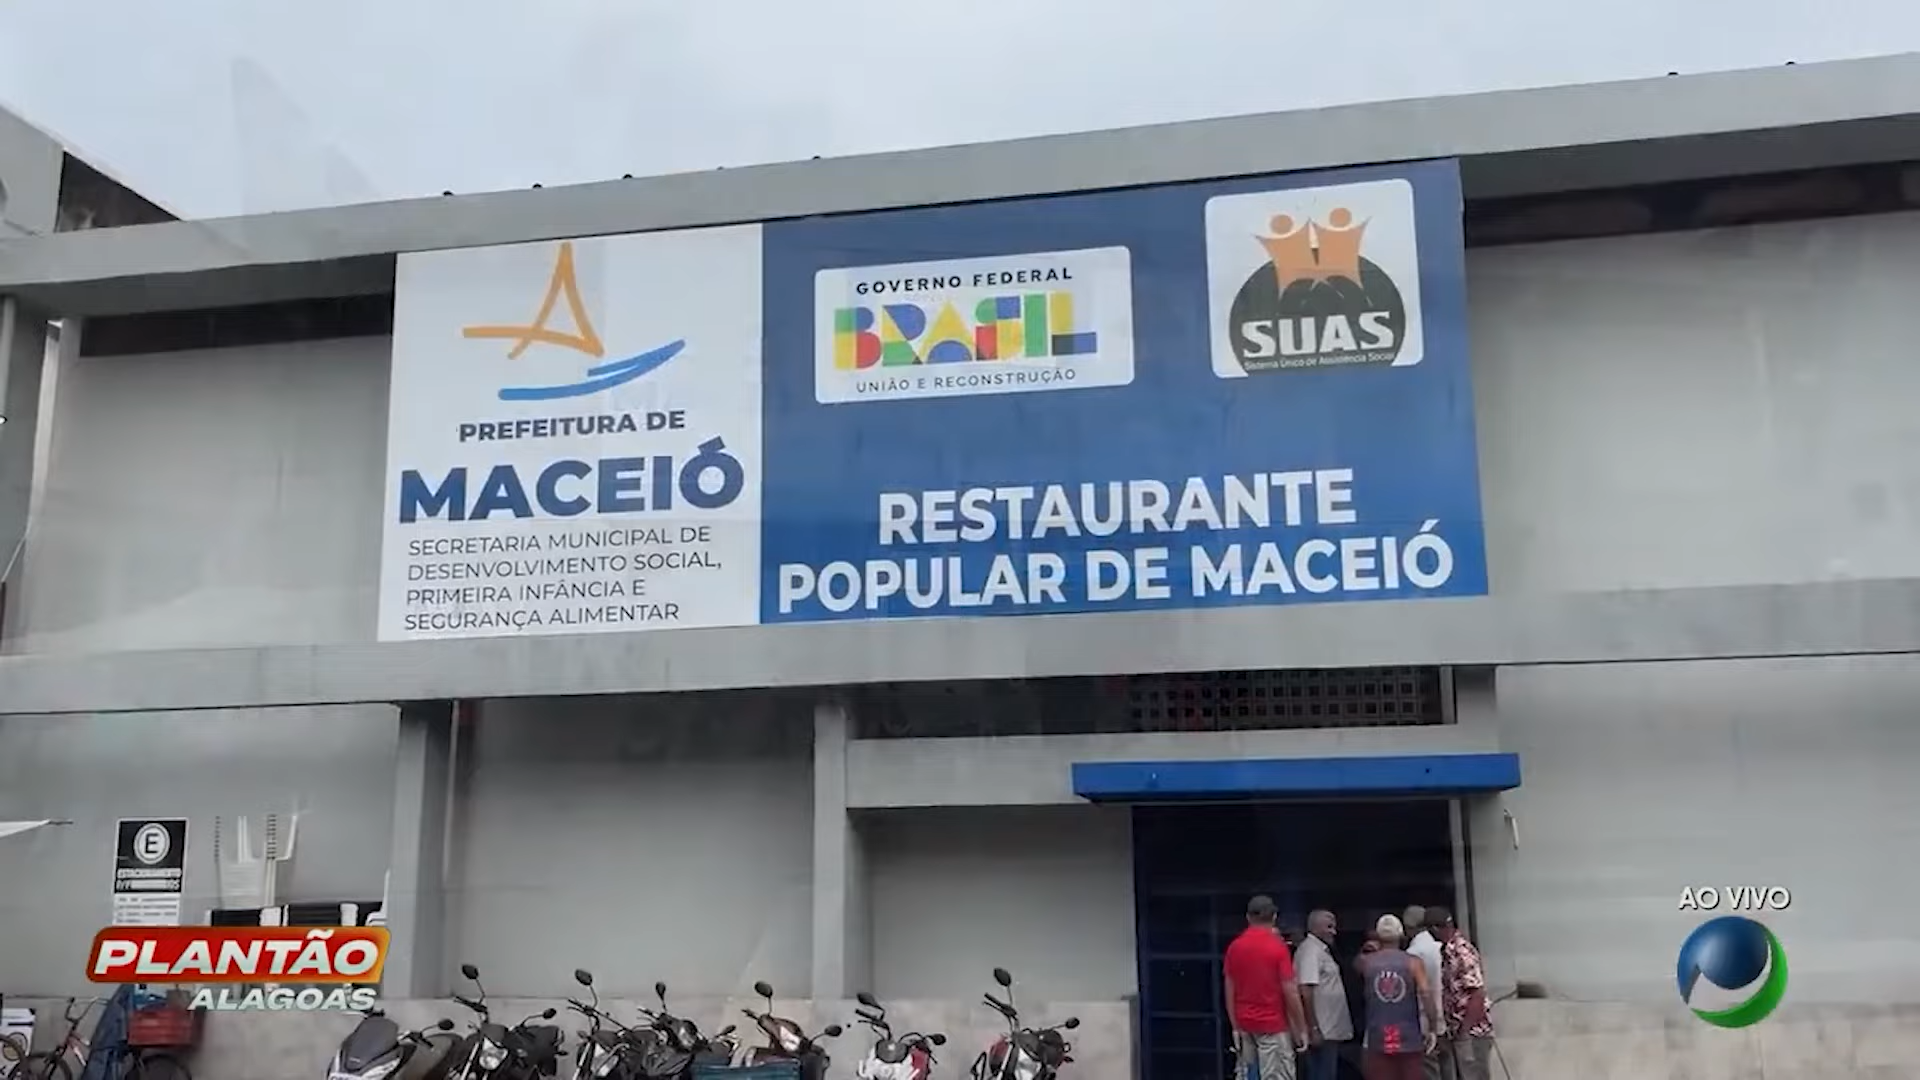 PREFEITURA DE
MACEIÓ
SECRETARIA MUNICIPAL DE
DESENVOLVIMENTO SOCIAL,
PRIMEIRA INFÂNCIA E
SEGURANÇA ALIMENTAR
GOVERNO FEDERAL
BRASIL
UNIÃO E RECONSTRUÇÃO
SUAS
Sistema Único de Assistência Social
RESTAURANTE
POPULAR DE MACEIÓ
E
PLANTÃO
ALAGOAS
AO VIVO